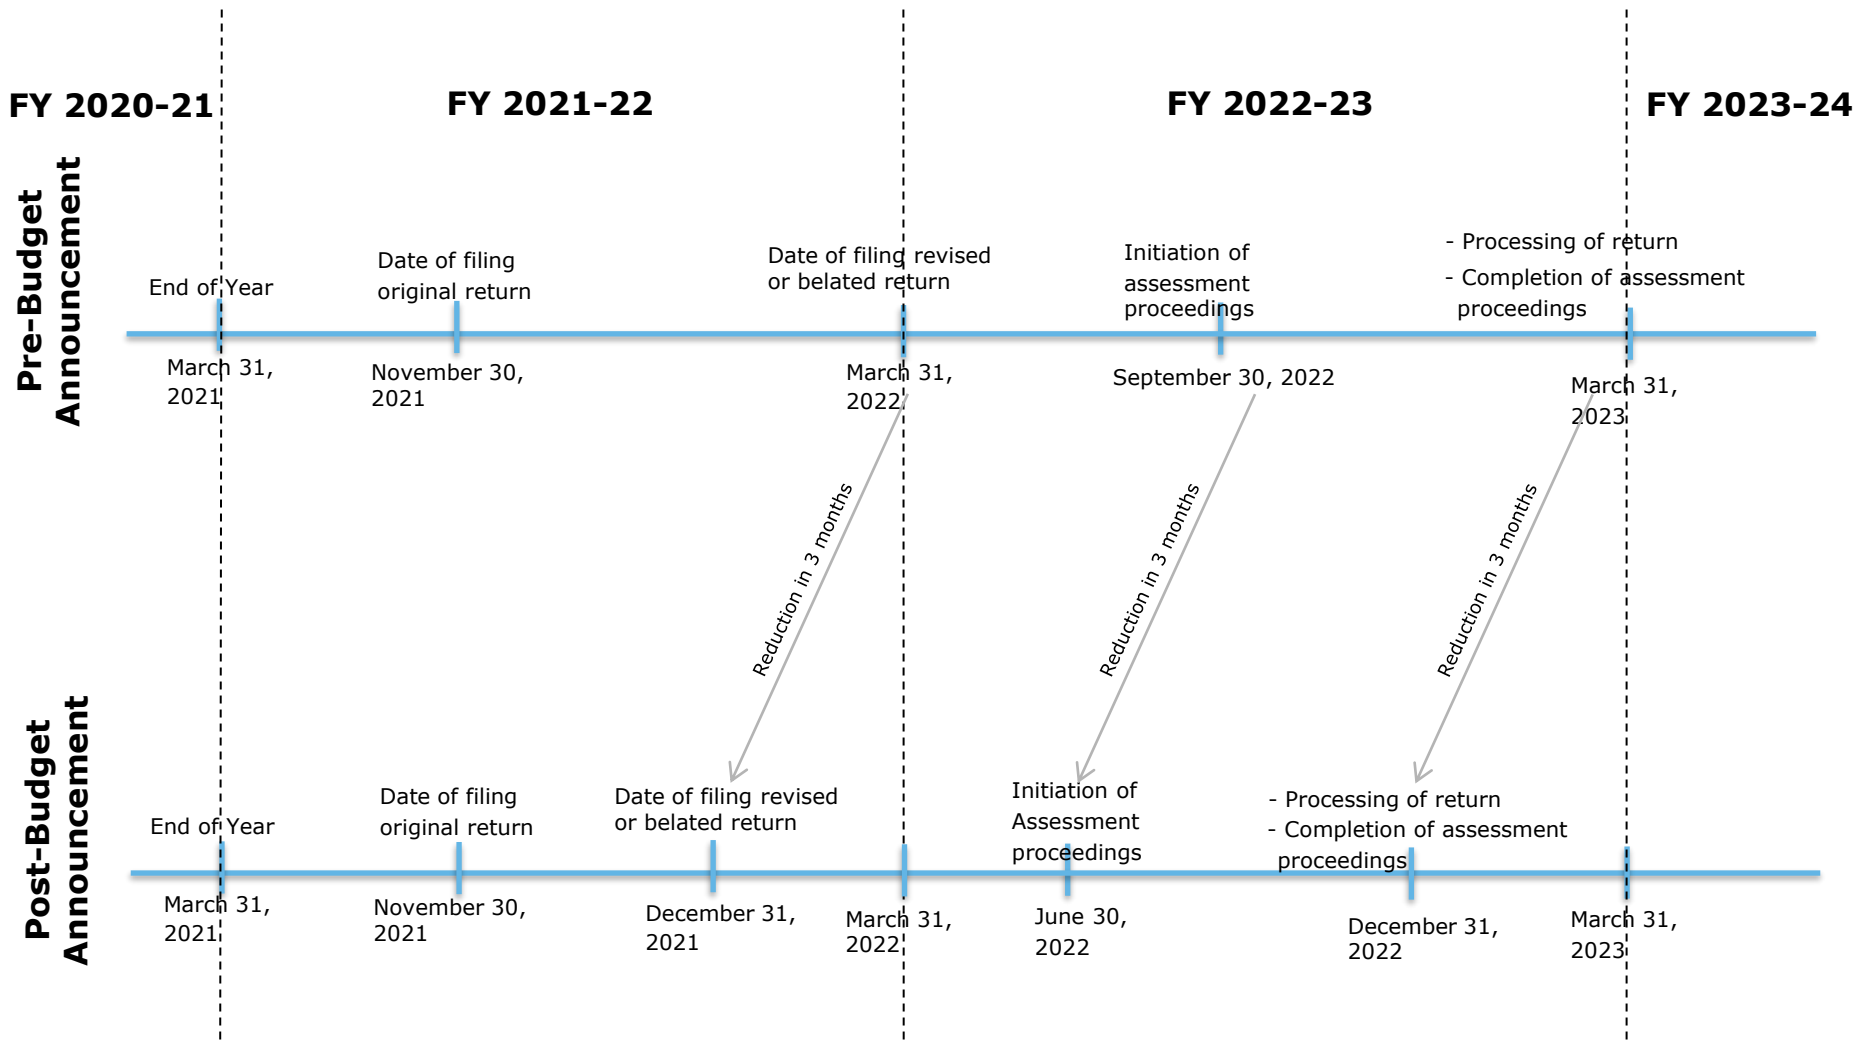 FY 2020-21
FY 2021-22
FY 2022-23
FY 2023-24
Pre-Budget
Announcement
End of Year
Date of filing
original return
Date of filing revised
or belated return
Initiation of
assessment
proceedings
- Processing of return
- Completion of assessment
proceedings
March 31,
2021
November 30,
2021
March 31,
2022
September 30, 2022
March 31,
2023
Reduction in 3 months
Reduction in 3 months
Reduction in 3 months
Post-Budget
Announcement
End of Year
Date of filing
original return
Date of filing revised
or belated return
Initiation of
Assessment
proceedings
- Processing of return
- Completion of assessment
proceedings
March 31,
2021
November 30,
2021
December 31,
2021
March 31,
2022
June 30,
2022
December 31,
2022
March 31,
2023